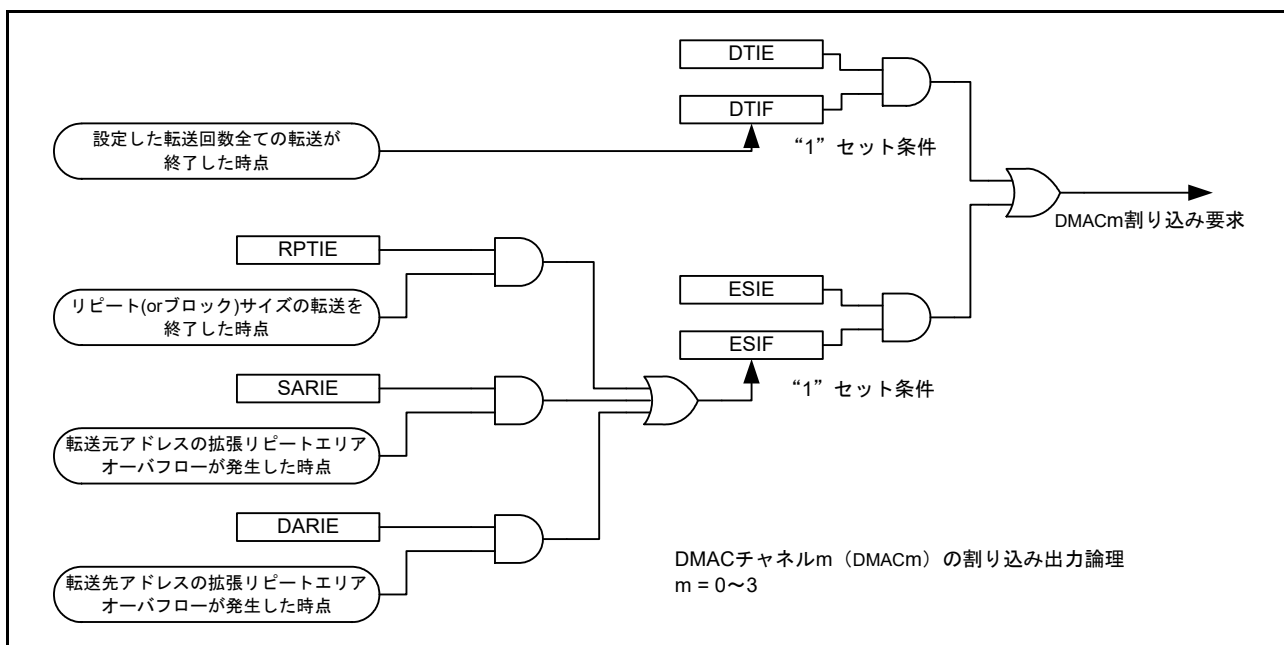 DTIE
DTIF
設定した転送回数全ての転送が
終了した時点
“1”セット条件
DMACm割り込み要求
RPTIE
リピート(orブロック)サイズの転送を
終了した時点
ESIE
ESIF
“1”セット条件
SARIE
転送元アドレスの拡張リピートエリア
オーバフローが発生した時点
DARIE
転送先アドレスの拡張リピートエリア
オーバフローが発生した時点
DMACチャネルm（DMACm）の割り込み出力論理
m = 0～3